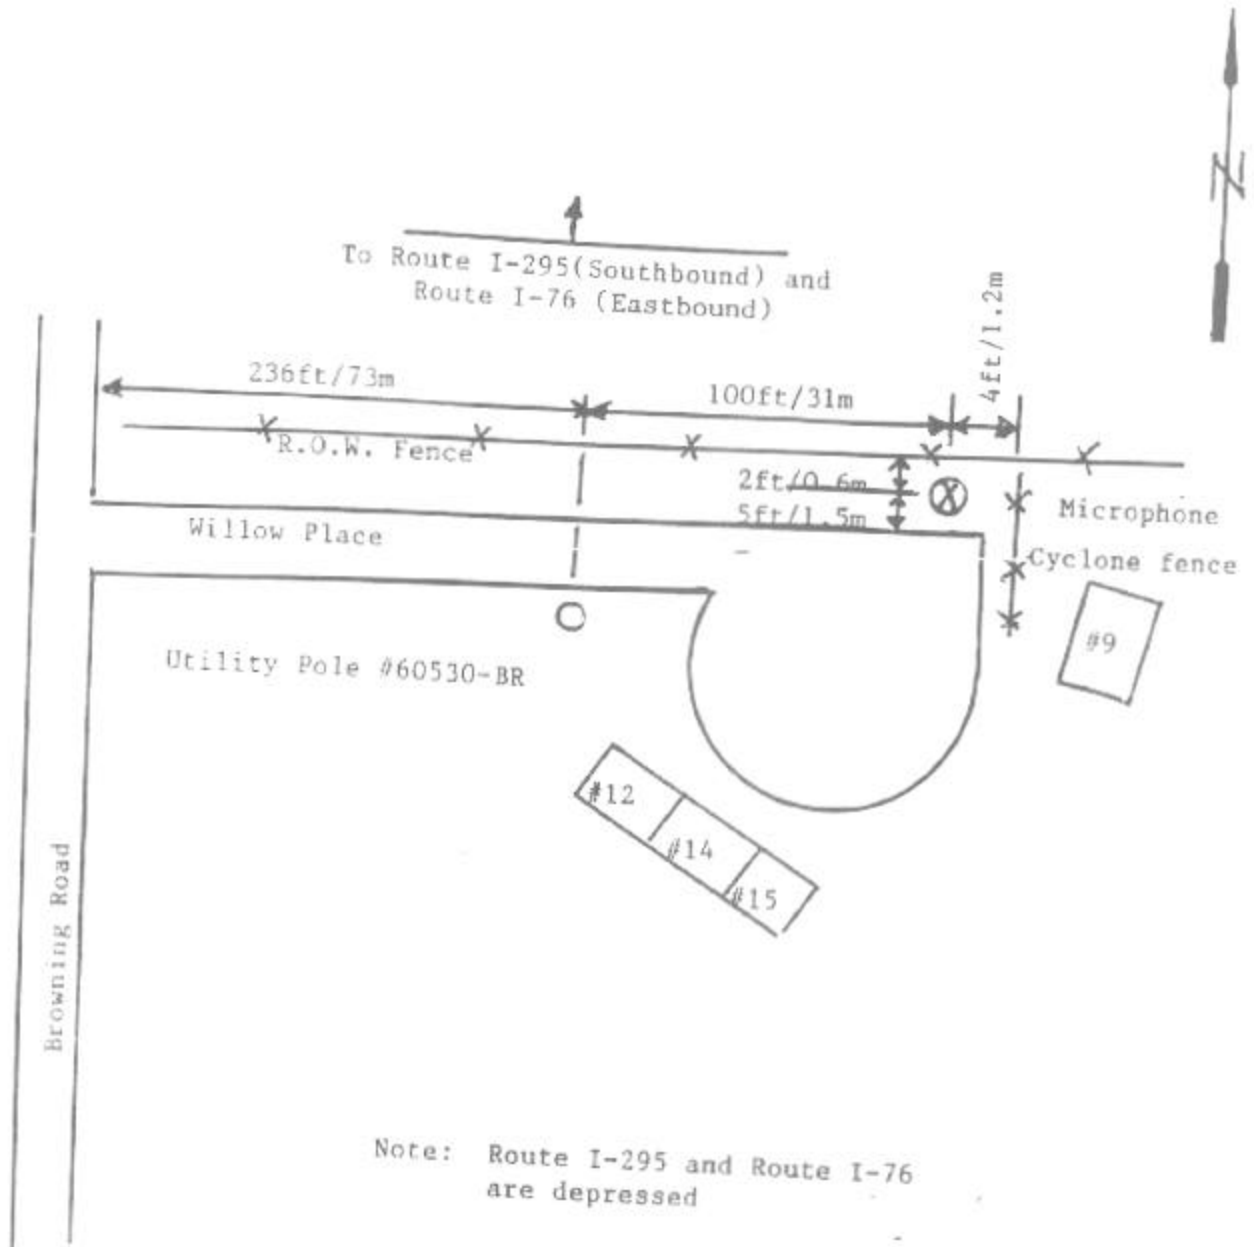 N
To Route I-295(Southbound) and
Route I-76 (Eastbound)
4ft/1.2m
236ft/73m
100ft/31m
R.O.W. Fence
2ft/0.6m
5ft/1.5m
Microphone
Willow Place
Cyclone fence
#9
Utility Pole #60530-BR
#12
#14
#15
Browning Road
Note: Route I-295 and Route I-76
are depressed